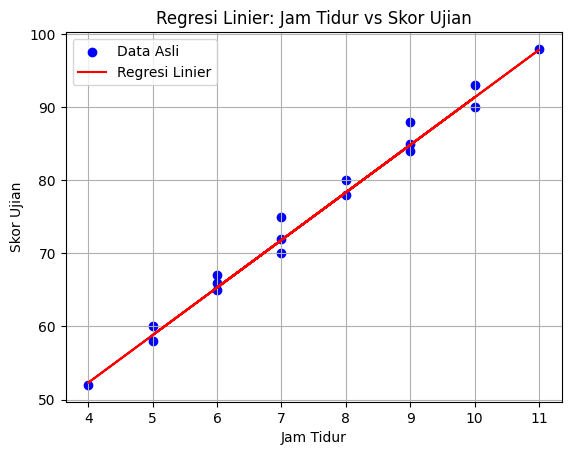 Regresi Linier: Jam Tidur vs Skor Ujian
Data Asli
Regresi Linier
Skor Ujian
100
90
80
70
60
50
4 5 6 7 8 9 10 11
Jam Tidur